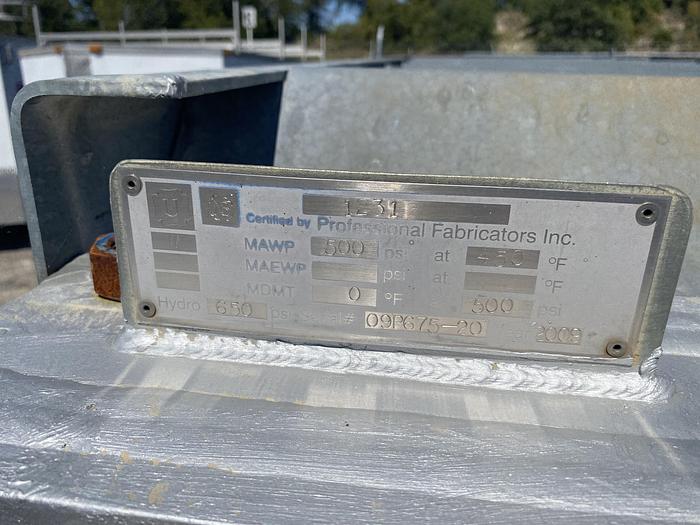 U
1231
Certified by Professional Fabricators Inc.
MAWP 500 psi at 450 °F
MAEWP psi at °F
MDMT 0 °F 500 psi
Hydro 650 psi Serial# 09P675-20